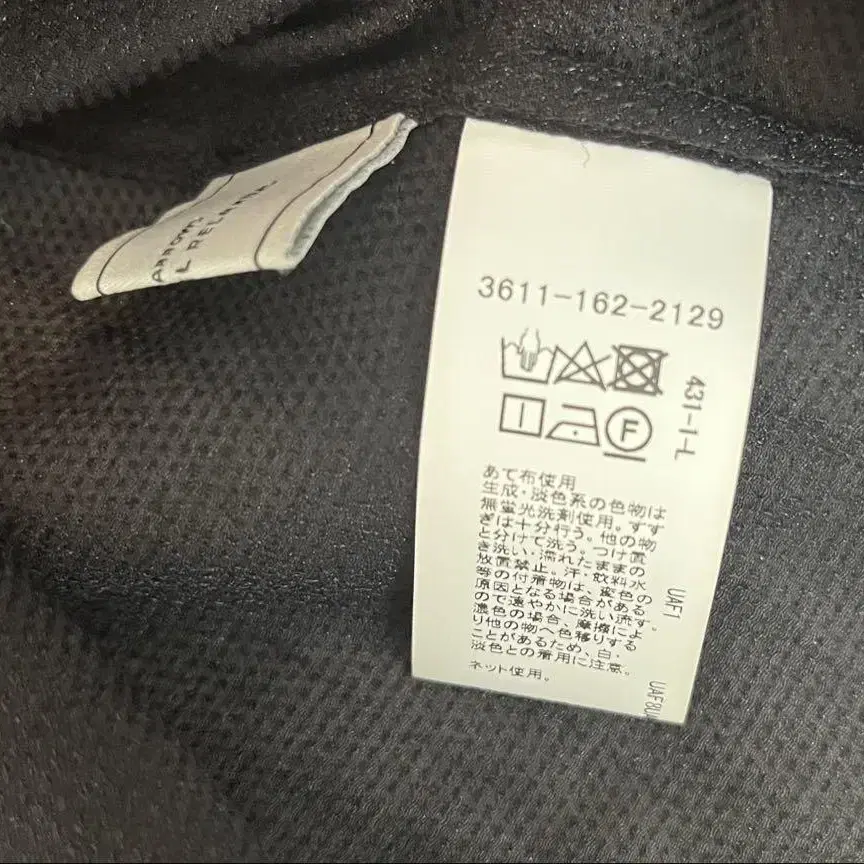 ARROWS
L RELAX
3611-162-2129
431-1-L
F
あて布使用
生成・淡色系の色物は
無蛍光洗剤使用。すす
ぎは十分行う。他の物
と分けて洗う。つけ置
き洗い・濡れたままの
放置禁止。汗・飲料水
等の付着物は、変色の
原因となる場合がある
ので速やかに洗い流す。
濃色の場合、摩擦によ
り他の物へ色移りする
ことがあるため、白・
淡色との着用に注意。
ネット使用。
UAF1